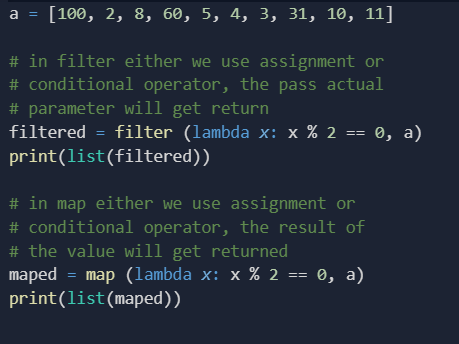 a = [100, 2, 8, 60, 5, 4, 3, 31, 10, 11]
# in filter either we use assignment or
# conditional operator, the pass actual
# parameter will get return
filtered = filter (lambda x: x % 2 == 0, a)
print(list(filtered))
# in map either we use assignment or
# conditional operator, the result of
# the value will get returned
maped = map (lambda x: x % 2 == 0, a)
print(list(maped))